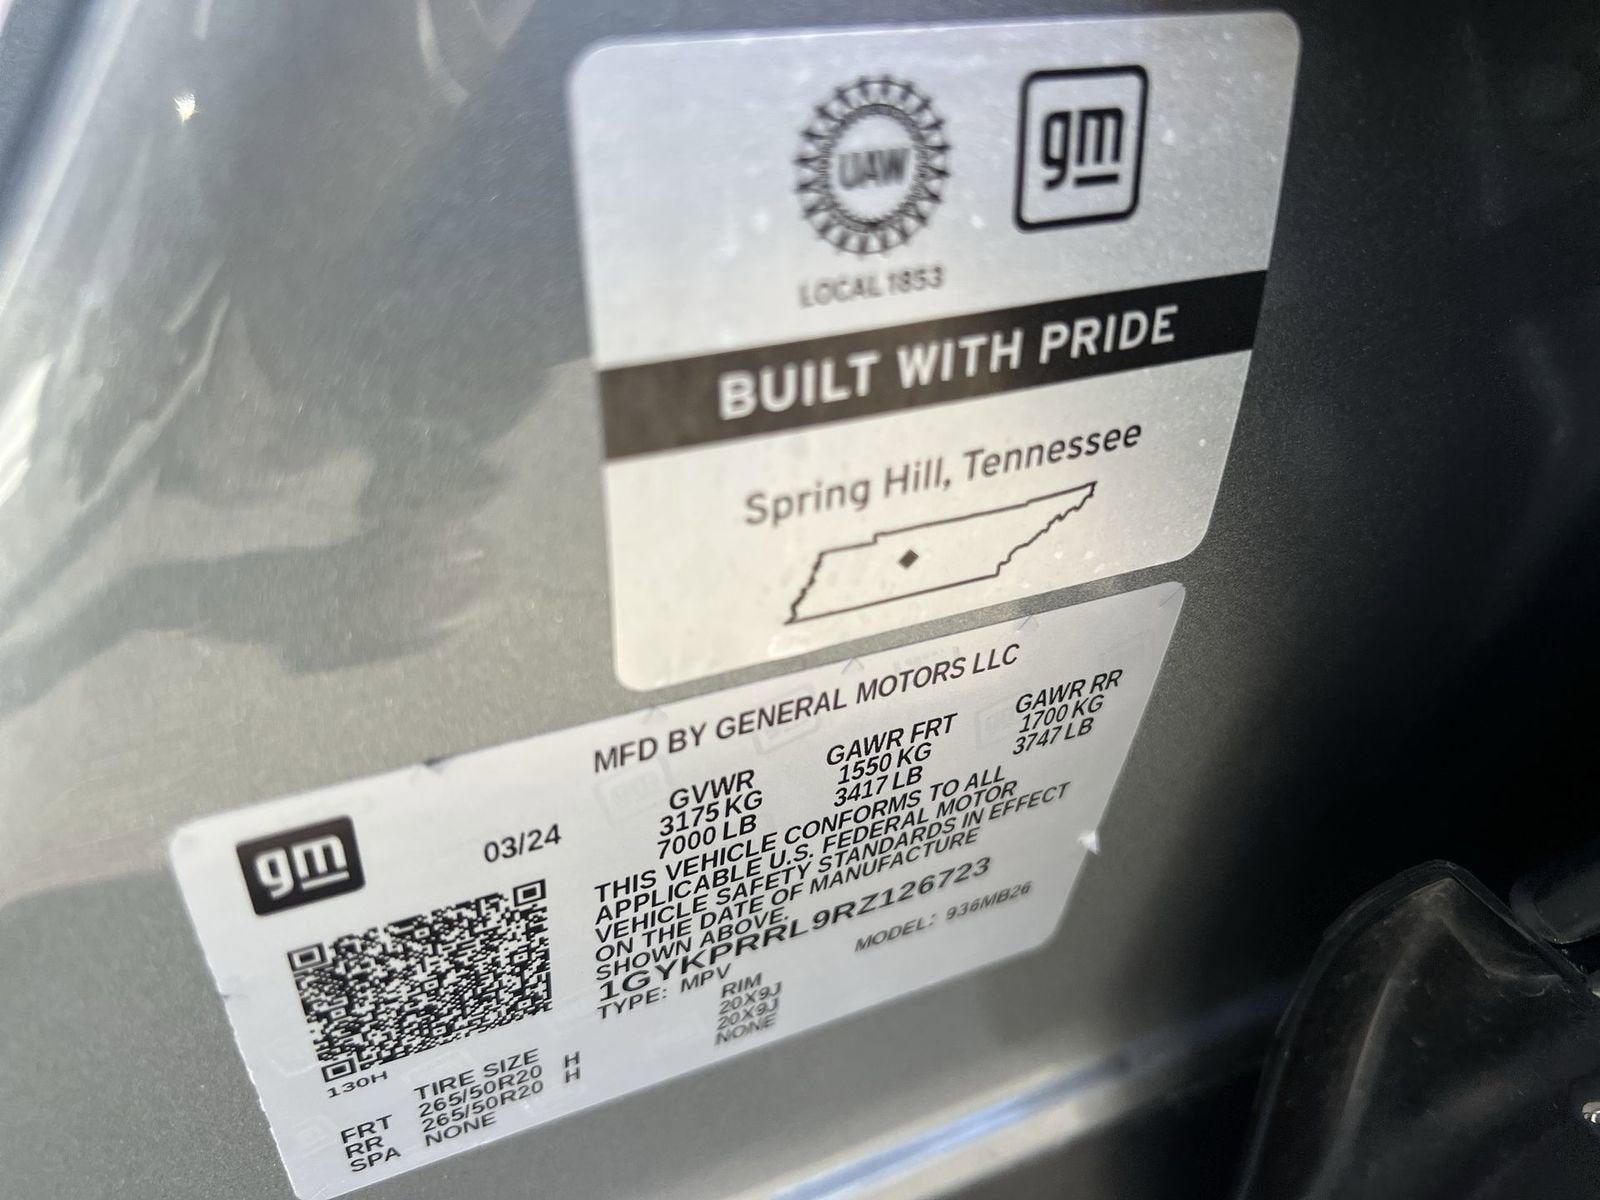 UAW
gm
LOCAL 1853
BUILT WITH PRIDE
Spring Hill, Tennessee
MFD BY GENERAL MOTORS LLC
gm
03/24
GVWR GAWR FRT GAWR RR
3175 KG 1550 KG 1700 KG
7000 LB 3417 LB 3747 LB
THIS VEHICLE CONFORMS TO ALL
APPLICABLE U.S. FEDERAL MOTOR
VEHICLE SAFETY STANDARDS IN EFFECT
ON THE DATE OF MANUFACTURE
SHOWN ABOVE.
1GYKPRRL9RZ126723
TYPE: MPV MODEL: 936MB26
130H
TIRE SIZE RIM
FRT 265/50R20 H 20X9J
RR 265/50R20 H 20X9J
SPA NONE NONE